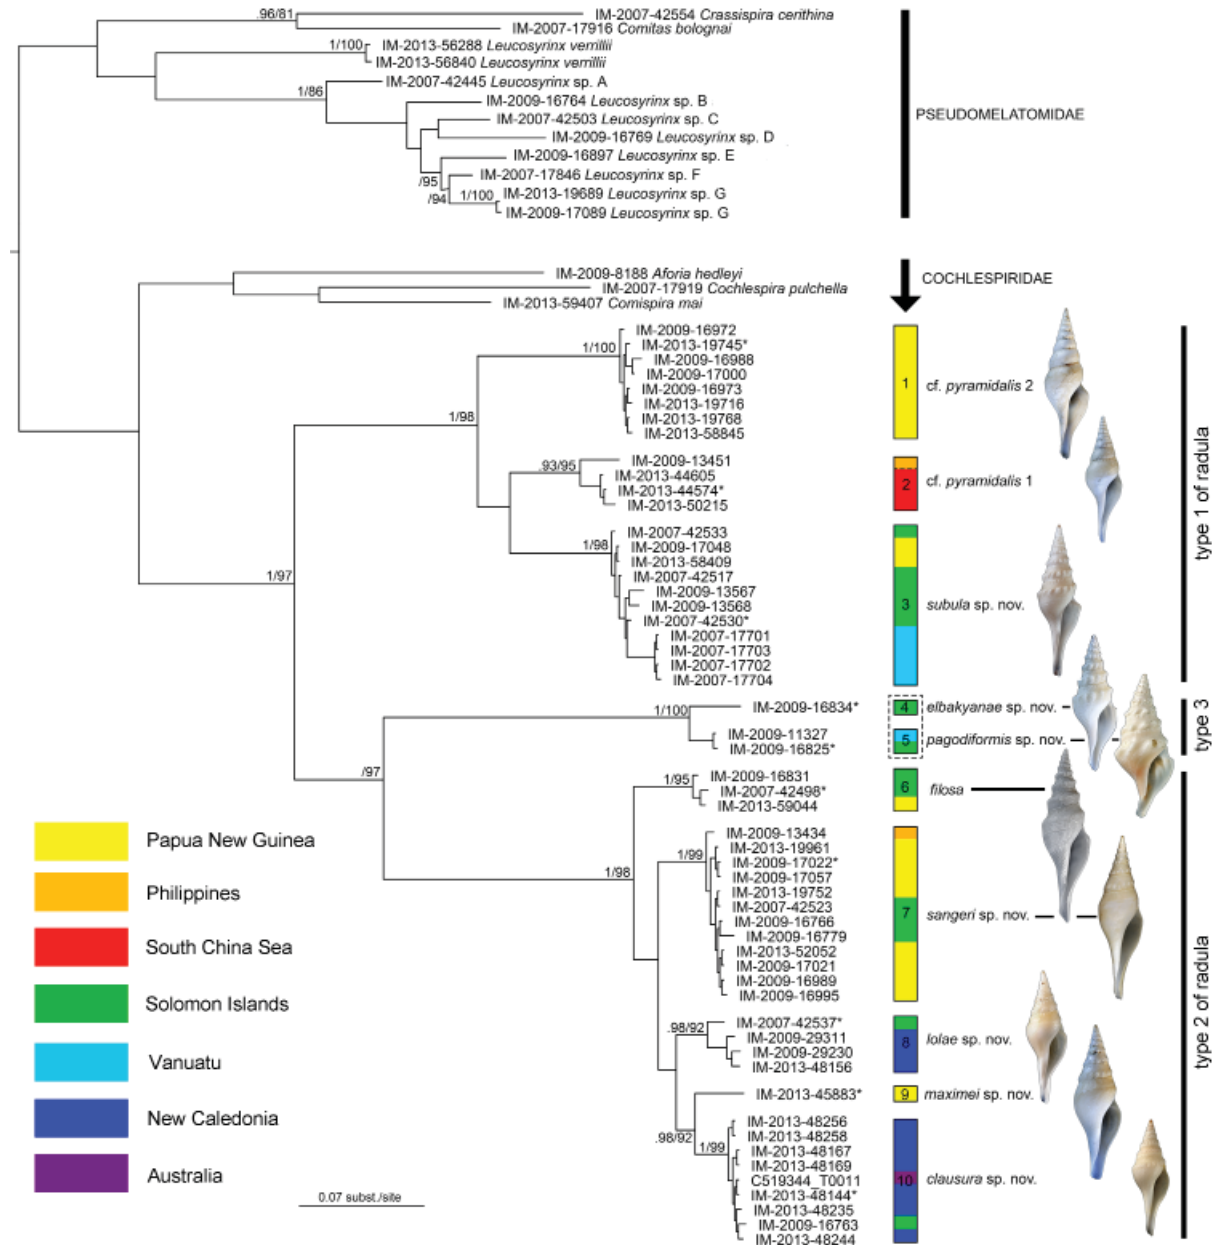 .96/81
IM-2007-42554 Crassispira cerithina
IM-2007-17916 Comitas bolognai
1/100
IM-2013-56288 Leucosyrinx verrillii
IM-2013-56840 Leucosyrinx verrillii
1/86
IM-2007-42445 Leucosyrinx sp. A
IM-2009-16764 Leucosyrinx sp. B
IM-2007-42503 Leucosyrinx sp. C
IM-2009-16769 Leucosyrinx sp. D
IM-2009-16897 Leucosyrinx sp. E
/95
IM-2007-17846 Leucosyrinx sp. F
/94
1/100
IM-2013-19689 Leucosyrinx sp. G
IM-2009-17089 Leucosyrinx sp. G
PSEUDOMELATOMIDAE
IM-2009-8188 Aforia hedleyi
IM-2007-17919 Cochlespira pulchella
IM-2013-59407 Comispira mai
COCHLESPIRIDAE
1/97
1/98
1/100
IM-2009-16972
IM-2013-19745*
IM-2009-16988
IM-2009-17000
IM-2009-16973
IM-2013-19716
IM-2013-19768
IM-2013-58845
1
cf. pyramidalis 2
.93/95
IM-2009-13451
IM-2013-44605
IM-2013-44574*
IM-2013-50215
2
cf. pyramidalis 1
1/98
IM-2007-42533
IM-2009-17048
IM-2013-58409
IM-2007-42517
IM-2009-13567
IM-2009-13568
IM-2007-42530*
IM-2007-17701
IM-2007-17703
IM-2007-17702
IM-2007-17704
3
subula sp. nov.
type 1 of radula
/97
1/100
IM-2009-16834*
4
elbakyanae sp. nov.
IM-2009-11327
IM-2009-16825*
5
pagodiformis sp. nov.
type 3
1/98
1/95
IM-2009-16831
IM-2007-42498*
IM-2013-59044
6
filosa
1/99
IM-2009-13434
IM-2013-19961
IM-2009-17022*
IM-2009-17057
IM-2013-19752
IM-2007-42523
IM-2009-16766
IM-2009-16779
IM-2013-52052
IM-2009-17021
IM-2009-16989
IM-2009-16995
7
sangeri sp. nov.
.98/92
IM-2007-42537*
IM-2009-29311
IM-2009-29230
IM-2013-48156
8
lolae sp. nov.
.98/92
IM-2013-45883*
9
maximei sp. nov.
1/99
IM-2013-48256
IM-2013-48258
IM-2013-48167
IM-2013-48169
C519344_T0011
IM-2013-48144*
IM-2013-48235
IM-2009-16763
IM-2013-48244
10
clausura sp. nov.
type 2 of radula
Papua New Guinea
Philippines
South China Sea
Solomon Islands
Vanuatu
New Caledonia
Australia
0.07 subst./site